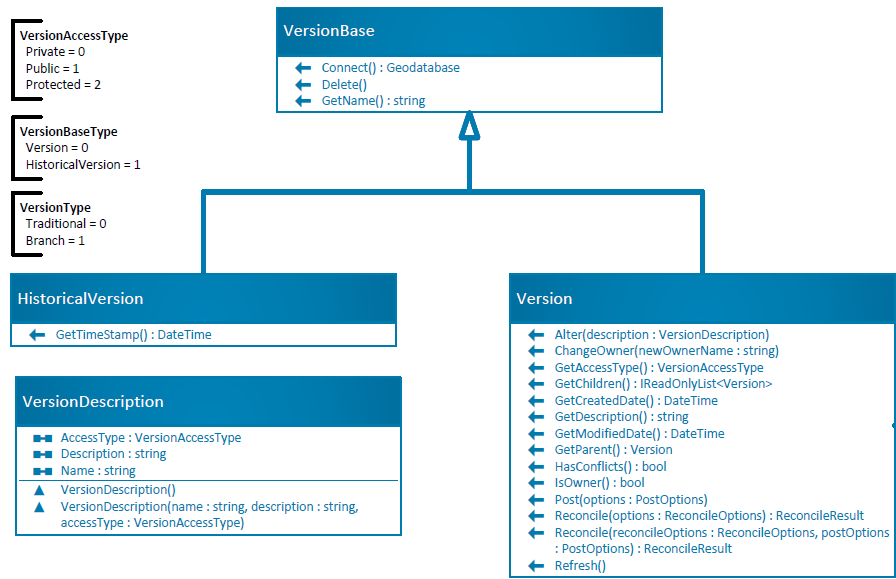 VersionAccessType
Private = 0
Public = 1
Protected = 2
VersionBaseType
Version = 0
HistoricalVersion = 1
VersionType
Traditional = 0
Branch = 1
VersionBase
Connect() : Geodatabase
Delete()
GetName() : string
HistoricalVersion
GetTimeStamp() : DateTime
VersionDescription
AccessType : VersionAccessType
Description : string
Name : string
VersionDescription()
VersionDescription(name : string, description : string,
accessType : VersionAccessType)
Version
Alter(description : VersionDescription)
ChangeOwner(newOwnerName : string)
GetAccessType() : VersionAccessType
GetChildren() : IReadOnlyList<Version>
GetCreatedDate() : DateTime
GetDescription() : string
GetModifiedDate() : DateTime
GetParent() : Version
HasConflicts() : bool
IsOwner() : bool
Post(options : PostOptions)
Reconcile(options : ReconcileOptions) : ReconcileResult
Reconcile(reconcileOptions : ReconcileOptions, postOptions
: PostOptions) : ReconcileResult
Refresh()